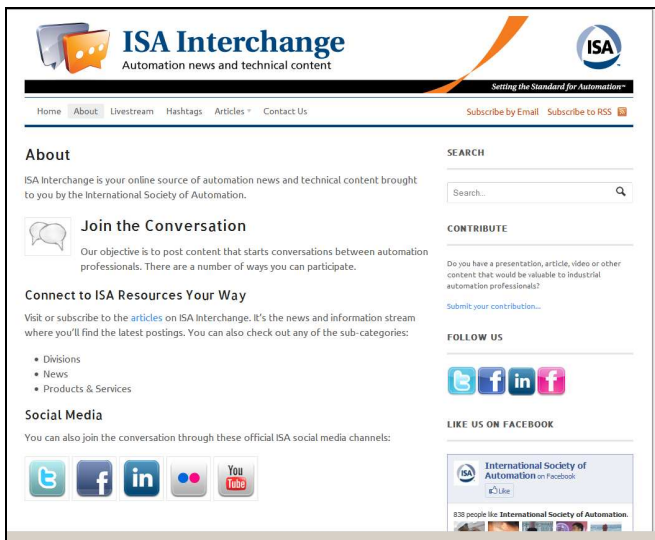 ISA Interchange
Automation news and technical content
ISA
Setting the Standard for Automation™
Home About Livestream Hashtags Articles Contact Us
Subscribe by Email Subscribe to RSS
About
ISA Interchange is your online source of automation news and technical content brought
to you by the International Society of Automation.
Join the Conversation
Our objective is to post content that starts conversations between automation
professionals. There are a number of ways you can participate.
Connect to ISA Resources Your Way
Visit or subscribe to the articles on ISA Interchange. It's the news and information stream
where you'll find the latest postings. You can also check out any of the sub-categories:
• Divisions
• News
• Products & Services
Social Media
You can also join the conversation through these official ISA social media channels:
You
Tube
SEARCH
Search...
CONTRIBUTE
Do you have a presentation, article, video or other
content that would be valuable to industrial
automation professionals?
Submit your contribution...
FOLLOW US
LIKE US ON FACEBOOK
ISA
International Society of
Automation on Facebook
Like
838 people like International Society of Automation.